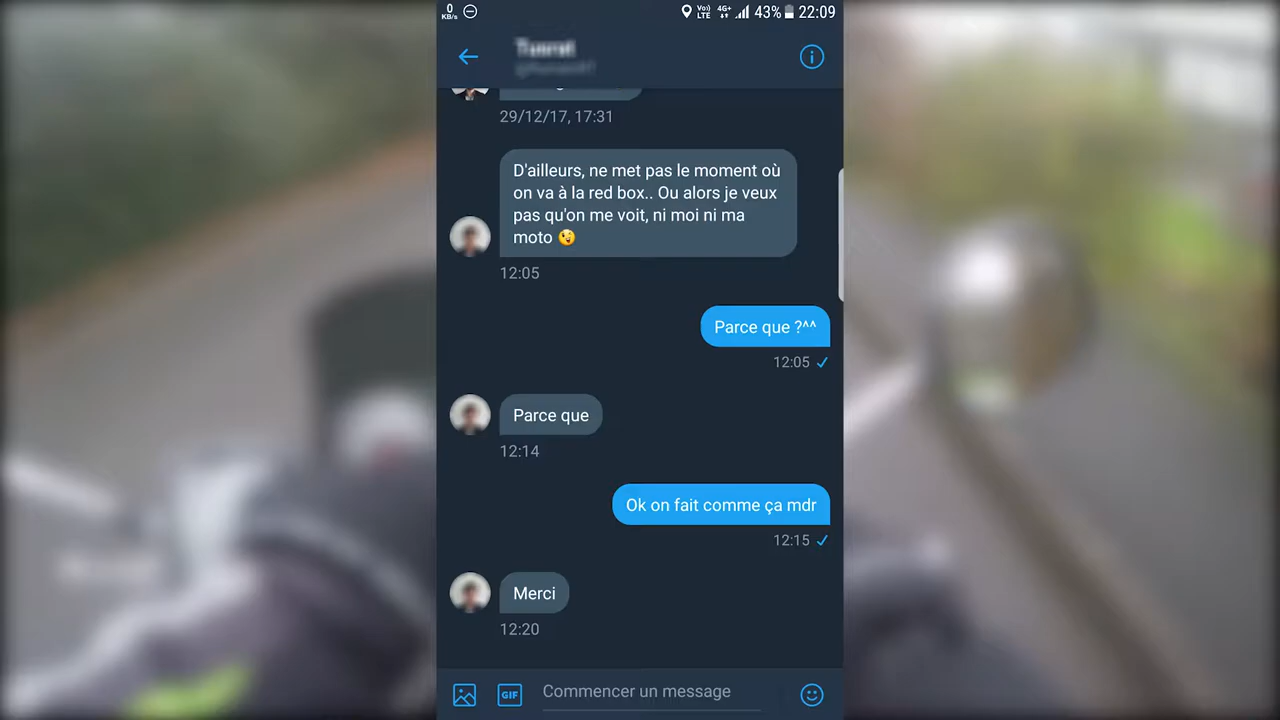 0
KB/s
Vo))
LTE
4G+
43%
22:09
29/12/17, 17:31
D'ailleurs, ne met pas le moment où
on va à la red box.. Ou alors je veux
pas qu'on me voit, ni moi ni ma
moto 😉
12:05
Parce que ?^^
12:05 ✓
Parce que
12:14
Ok on fait comme ça mdr
12:15 ✓
Merci
12:20
GIF
Commencer un message